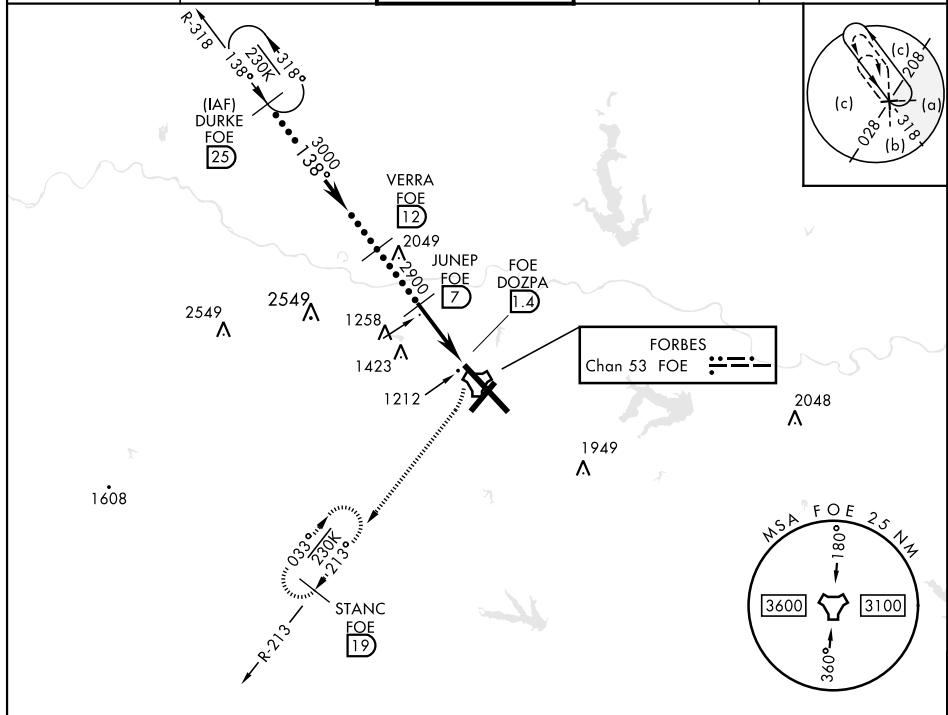 R-318
138°
230K
318°
(IAF)
DURKE
FOE
25
3000
138°
VERRA
FOE
12
2049
2900
JUNEP
FOE
7
FOE
DOZPA
1.4
2549
2549
1258
1423
1212
FORBES
Chan 53 FOE
2048
1949
1608
033°
230K
213°
STANC
FOE
19
R-213
(c)
208
(c)
(a)
318
(b)
028
MSA FOE 25 NM
180°
3600
3100
360°